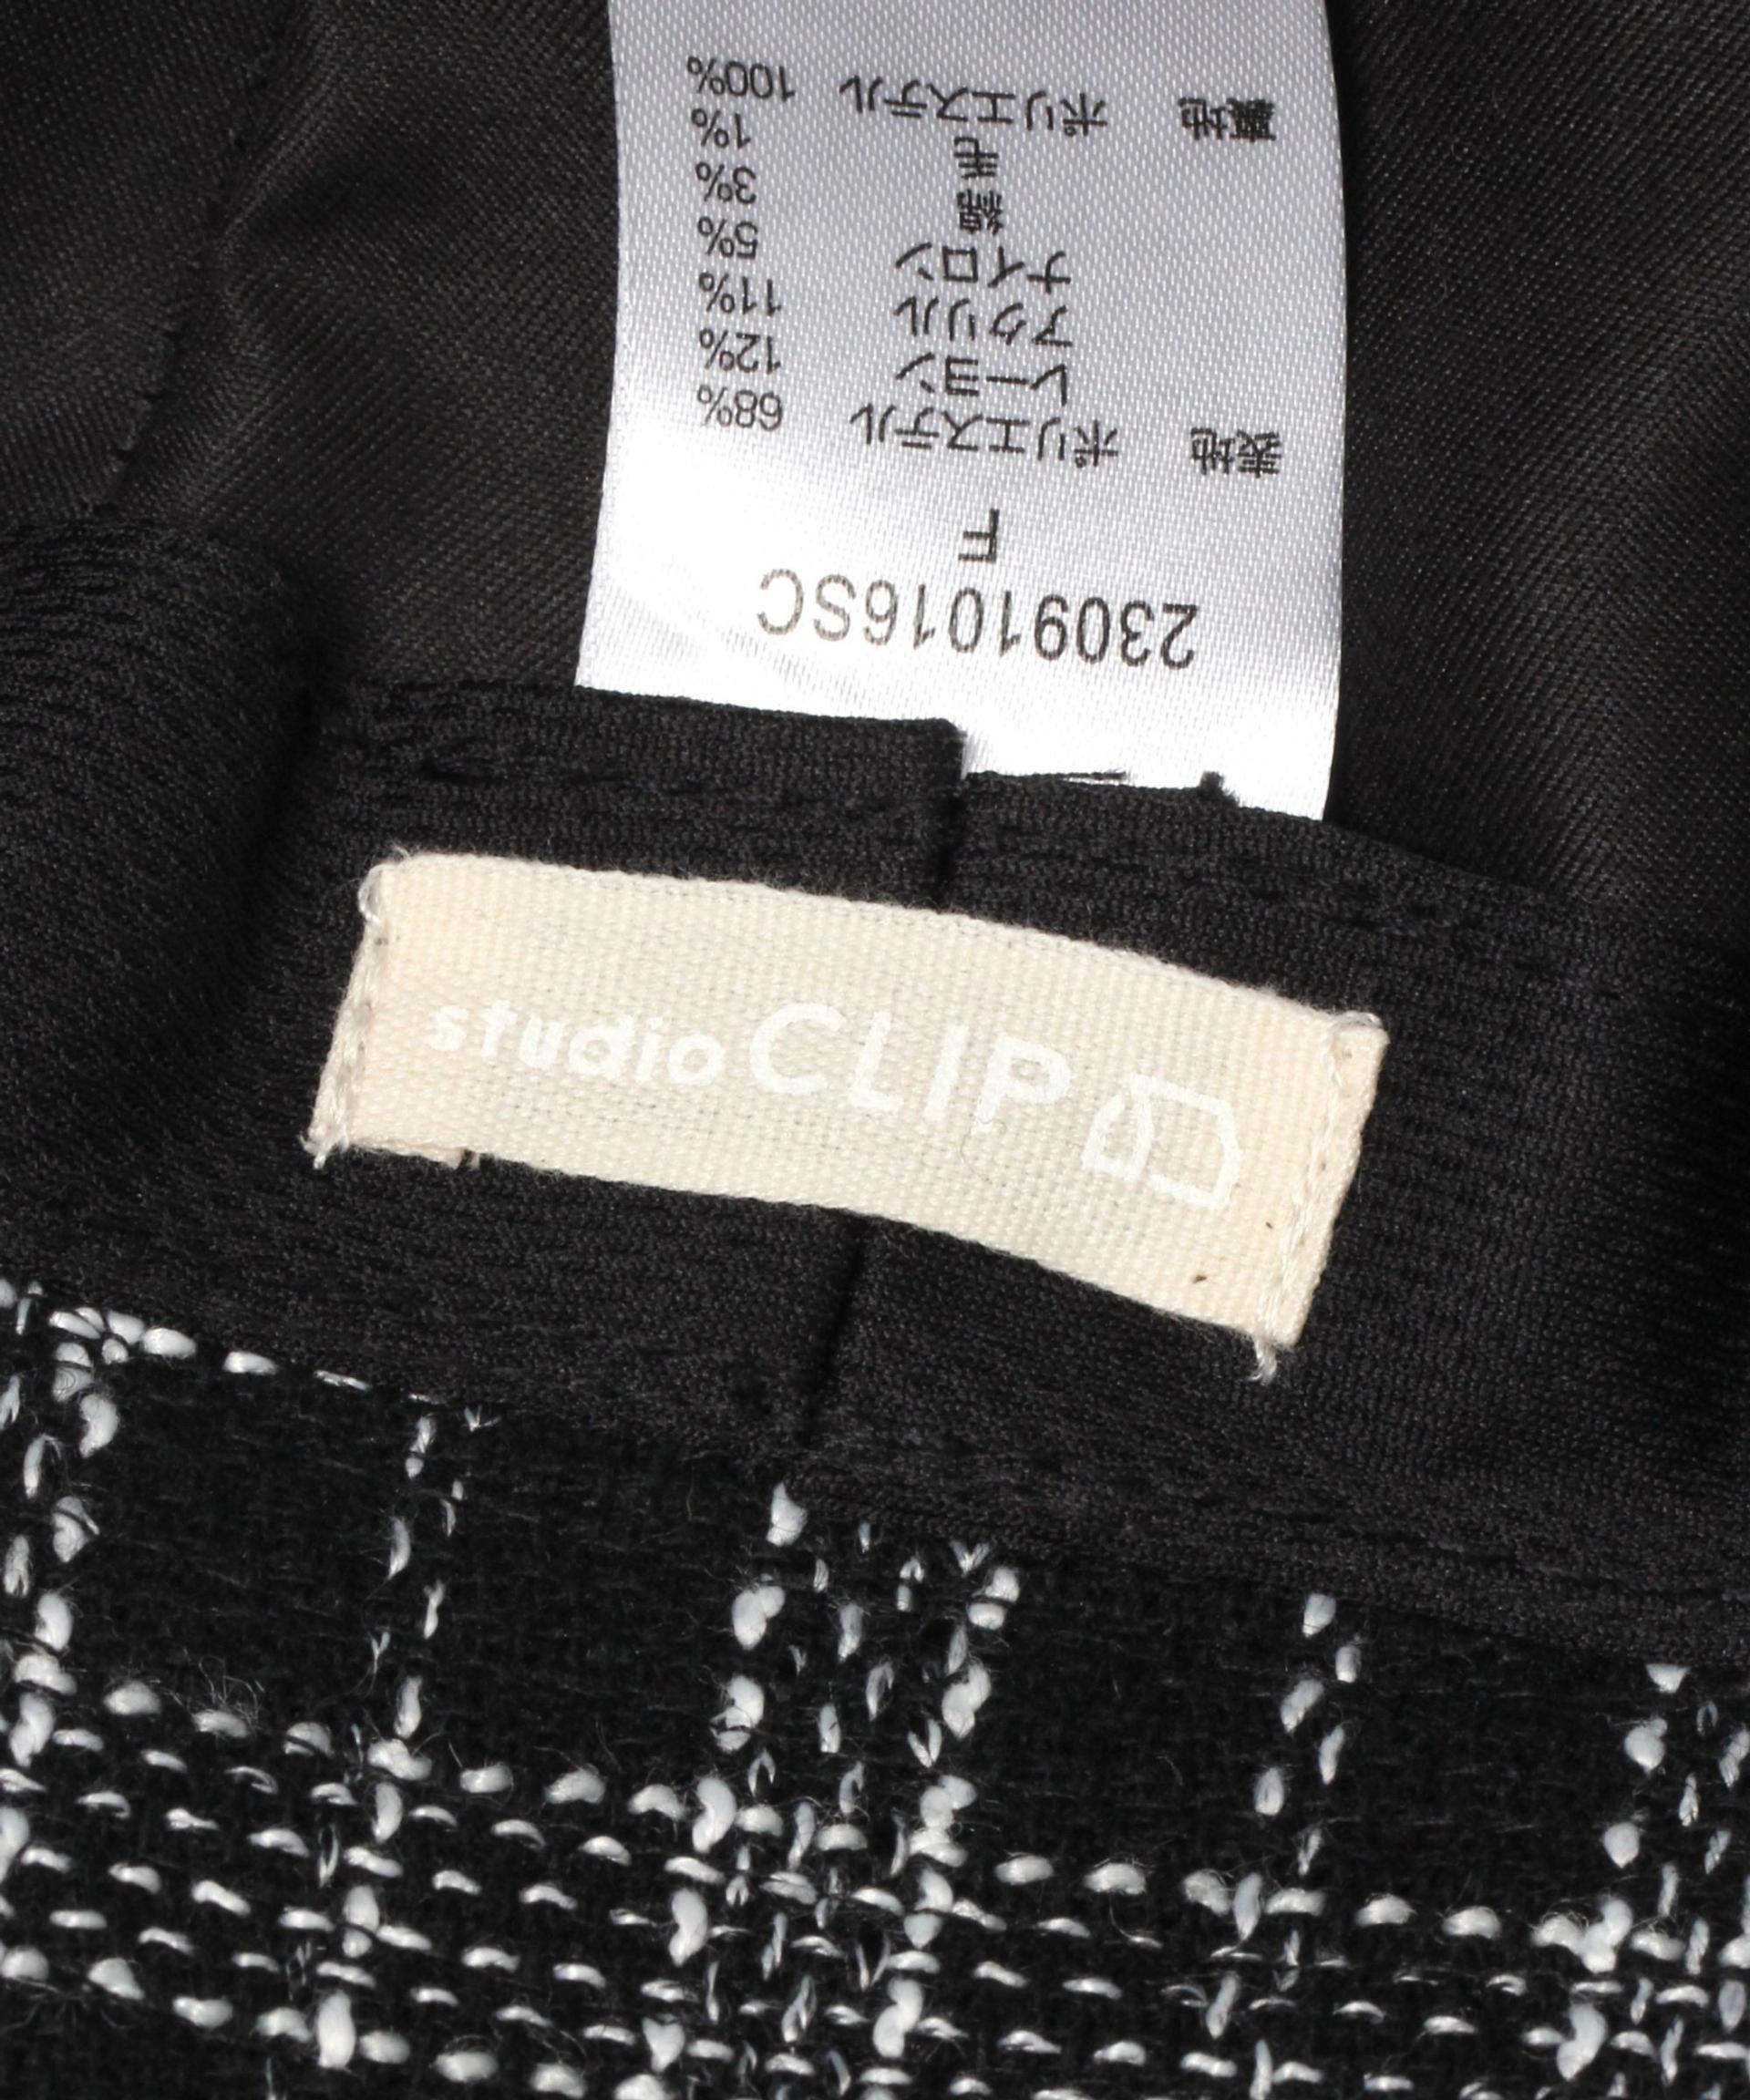 23091016SC
F
表地 ポリエステル 68%
レーヨン 12%
アクリル 11%
ナイロン 5%
綿 3%
毛 1%
裏地 ポリエステル 100%
studio CLIP